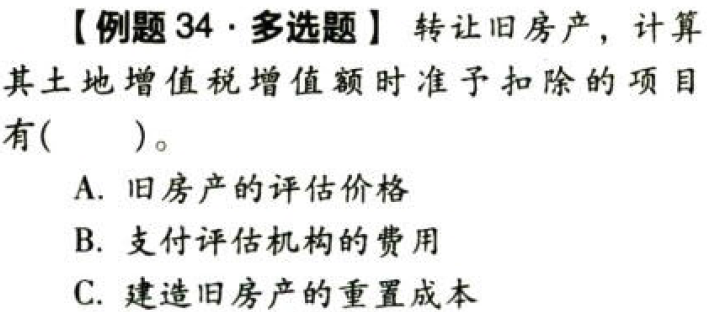 【例题 34·多选题】 转让旧房产，计算
其土地增值税增值额时准予扣除的项目
有(　　)。
A. 旧房产的评估价格
B. 支付评估机构的费用
C. 建造旧房产的重置成本